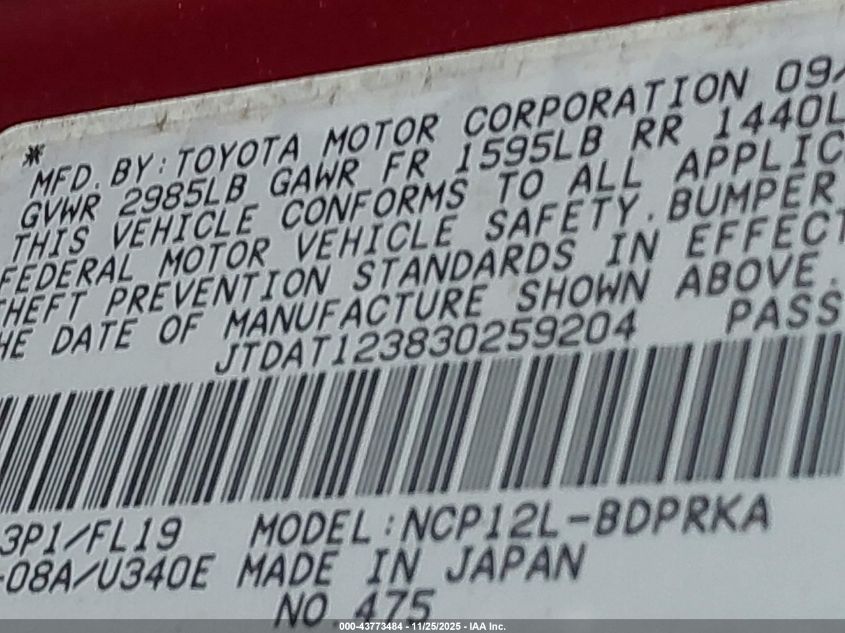 *
MFD. BY: TOYOTA MOTOR CORPORATION 09/
GVWR 2985LB GAWR FR 1595LB RR 1440L
THIS VEHICLE CONFORMS TO ALL APPLIC
FEDERAL MOTOR VEHICLE SAFETY. BUMPER
THEFT PREVENTION STANDARDS IN EFFECT
HE DATE OF MANUFACTURE SHOWN ABOVE.
JTDAT123830259204 PASS
3P1/FL19 MODEL: NCP12L-BDPRKA
-08A/U340E MADE IN JAPAN
NO. 475
000-43773484 - 11/25/2025 - IAA Inc.